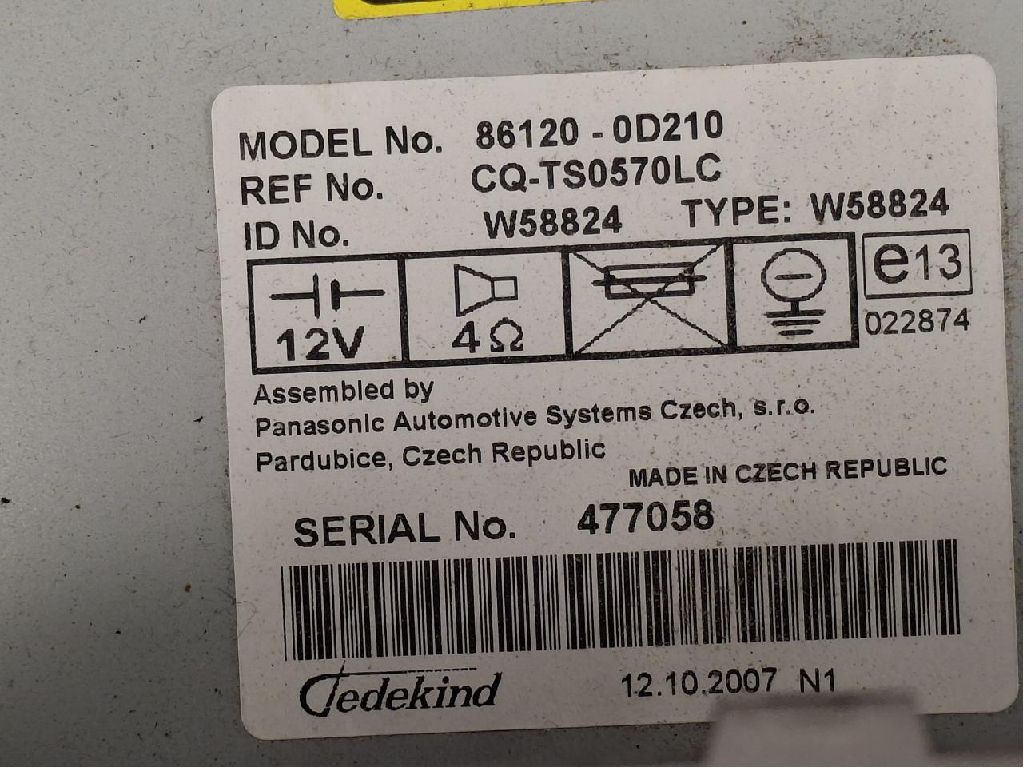 MODEL No. 86120 - 0D210
REF No. CQ-TS0570LC
ID No. W58824 TYPE: W58824
12V 4Ω e13
022874
Assembled by
Panasonic Automotive Systems Czech, s.r.o.
Pardubice, Czech Republic
MADE IN CZECH REPUBLIC
SERIAL No. 477058
Jedekind 12.10.2007 N1